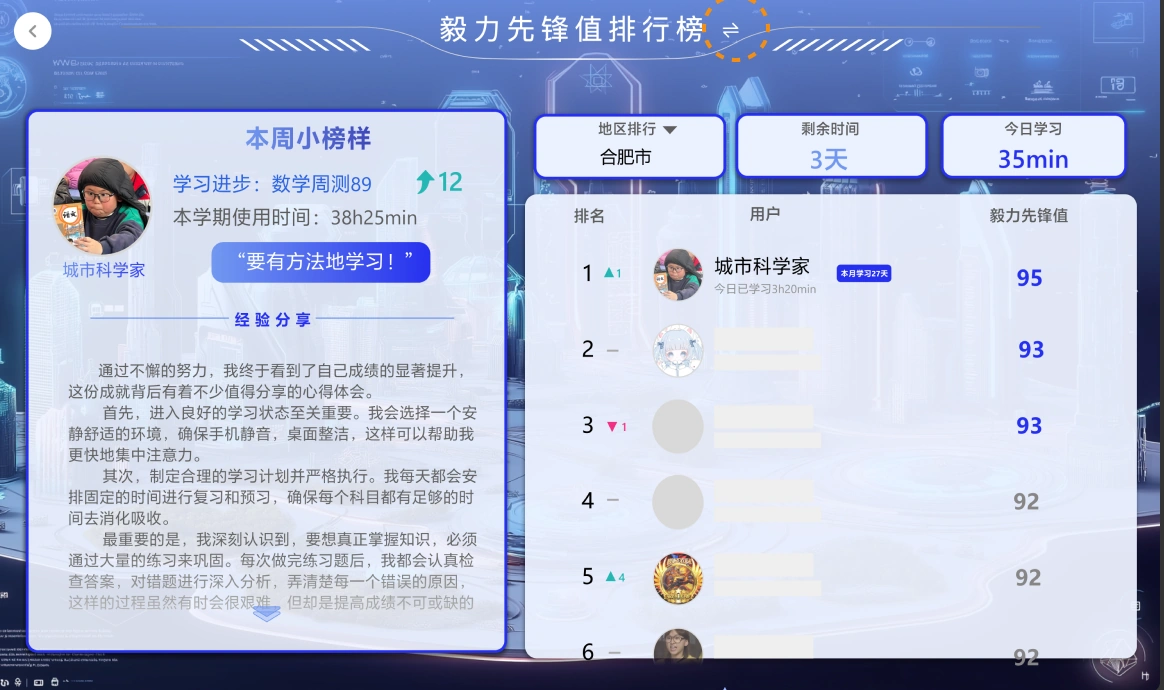 毅力先锋值排行榜
本周小榜样
学习进步：数学周测89 12
本学期使用时间：38h25min
“要有方法地学习！”
城市科学家
经验分享
通过不懈的努力，我终于看到了自己成绩的显著提升，
这份成就背后有着不少值得分享的心得体会。
首先，进入良好的学习状态至关重要。我会选择一个安
静舒适的环境，确保手机静音，桌面整洁，这样可以帮助我
更快地集中注意力。
其次，制定合理的学习计划并严格执行。我每天都会安
排固定的时间进行复习和预习，确保每个科目都有足够的时
间去消化吸收。
最重要的是，我深刻认识到，要想真正掌握知识，必须
通过大量的练习来巩固。每次做完练习题后，我都会认真检
查答案，对错题进行深入分析，弄清楚每一个错误的原因，
这样的过程虽然有时会很艰难，但却是提高成绩不可或缺的
地区排行
合肥市
剩余时间
3天
今日学习
35min
排名 用户 毅力先锋值
1 1 城市科学家 本月学习27天 95
今日已学习3h20min
2 93
3 1 93
4 92
5 4 92
6 92